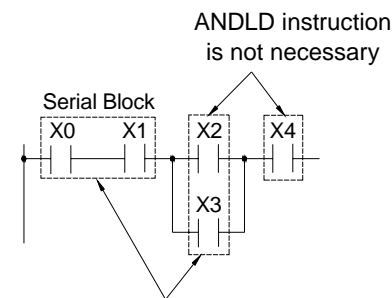 ANDLD instruction
is not necessary
Serial Block
X0 X1 X2 X4
X3